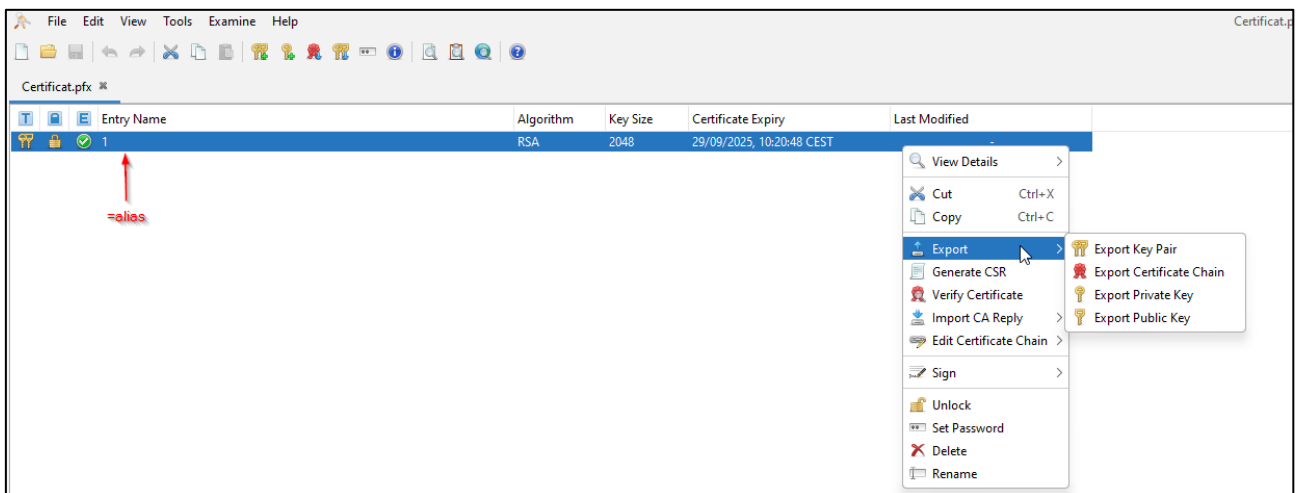 File Edit View Tools Examine Help
Certificat.p
Certificat.pfx
T E Entry Name Algorithm Key Size Certificate Expiry Last Modified
1 RSA 2048 29/09/2025, 10:20:48 CEST -
=alias
View Details
Cut Ctrl+X
Copy Ctrl+C
Export
Generate CSR
Verify Certificate
Import CA Reply
Edit Certificate Chain
Sign
Unlock
Set Password
Delete
Rename
Export Key Pair
Export Certificate Chain
Export Private Key
Export Public Key